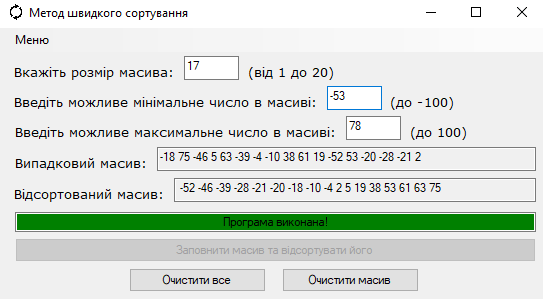 Метод швидкого сортування
Меню
Вкажіть розмір масива: 17 (від 1 до 20)
Введіть можливе мінімальне число в масиві: -53 (до -100)
Введіть можливе максимальне число в масиві: 78 (до 100)
Випадковий масив: -18 75 -46 5 63 -39 -4 -10 38 61 19 -52 53 -20 -28 -21 2
Відсортований масив: -52 -46 -39 -28 -21 -20 -18 -10 -4 2 5 19 38 53 61 63 75
Програма виконана!
Заповнити масив та відсортувати його
Очистити все Очистити масив